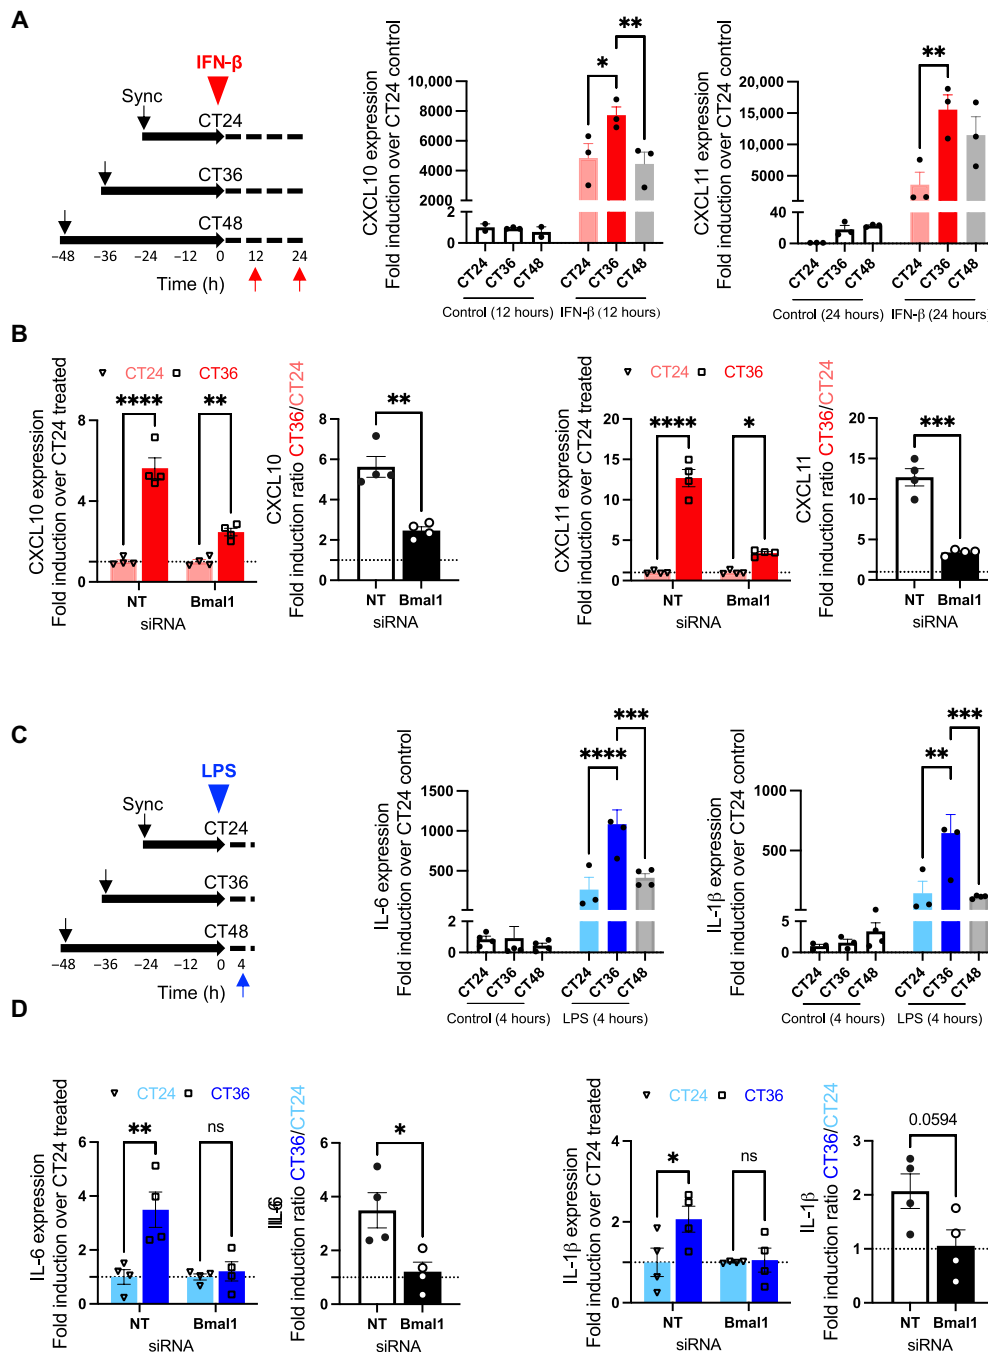 A
IFN-β
Sync
CT24
CT36
CT48
−48 −36 −24 −12 0 12 24
Time (h)
CXCL10 expression
Fold induction over CT24 control
10,000
8000
6000
4000
2000
2
0
**
*
CT24 CT36 CT48 CT24 CT36 CT48
Control (12 hours) IFN-β (12 hours)
CXCL11 expression
Fold induction over CT24 control
20,000
15,000
10,000
5000
40
0
**
CT24 CT36 CT48 CT24 CT36 CT48
Control (24 hours) IFN-β (24 hours)
B
CXCL10 expression
Fold induction over CT24 treated
CT24 CT36
8
6
4
2
0
**** **
NT Bmal1
siRNA
CXCL10
Fold induction ratio CT36/CT24
8
6
4
2
0
**
NT Bmal1
siRNA
CXCL11 expression
Fold induction over CT24 treated
CT24 CT36
20
15
10
5
1
0
**** *
NT Bmal1
siRNA
CXCL11
Fold induction ratio CT36/CT24
20
15
10
5
1
0
***
NT Bmal1
siRNA
C
LPS
Sync
CT24
CT36
CT48
−48 −36 −24 −12 0 4
Time (h)
IL-6 expression
Fold induction over CT24 control
1500
1000
500
2
0
***
****
CT24 CT36 CT48 CT24 CT36 CT48
Control (4 hours) LPS (4 hours)
IL-1β expression
Fold induction over CT24 control
1000
500
5
0
***
**
CT24 CT36 CT48 CT24 CT36 CT48
Control (4 hours) LPS (4 hours)
D
IL-6 expression
Fold induction over CT24 treated
CT24 CT36
6
4
2
1
0
** ns
NT Bmal1
siRNA
Fold induction ratio CT36/CT24
6
4
2
1
0
*
NT Bmal1
siRNA
IL-1β expression
Fold induction over CT24 treated
CT24 CT36
4
2
1
0
* ns
NT Bmal1
siRNA
IL-1β
Fold induction ratio CT36/CT24
3
2
1
0
0.0594
NT Bmal1
siRNA